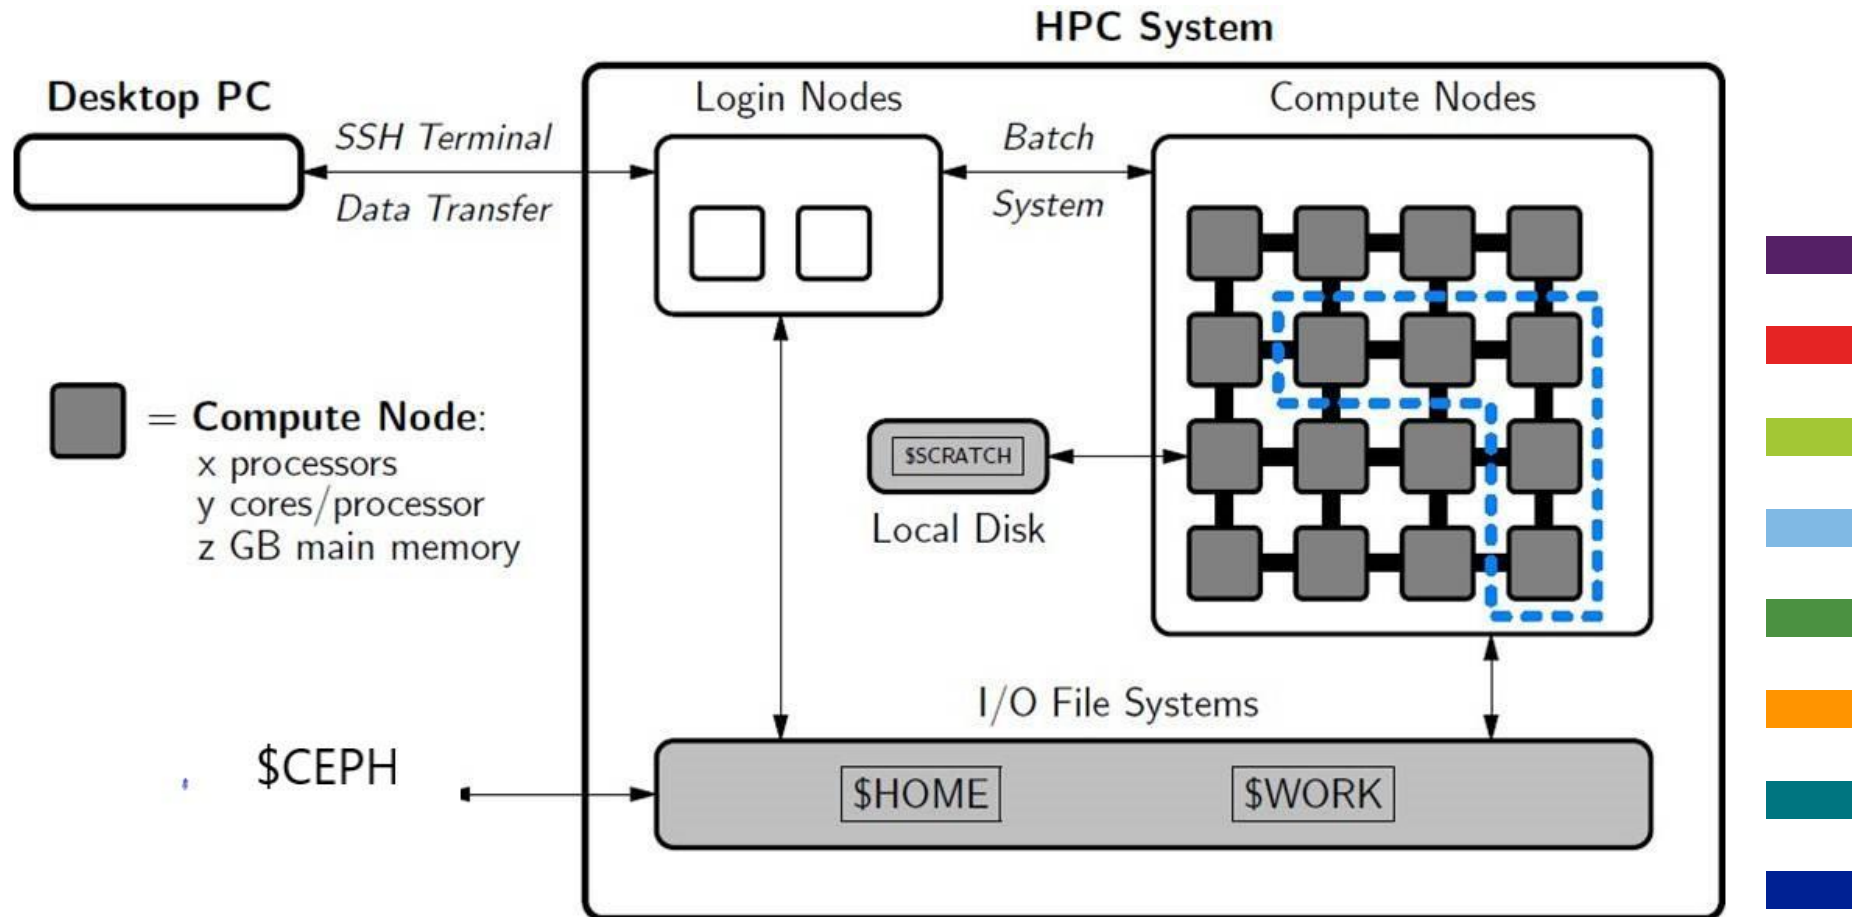 HPC System
Desktop PC
Login Nodes
Compute Nodes
SSH Terminal
Data Transfer
Batch
System
= Compute Node:
x processors
y cores/processor
z GB main memory
$SCRATCH
Local Disk
I/O File Systems
$CEPH
$HOME
$WORK